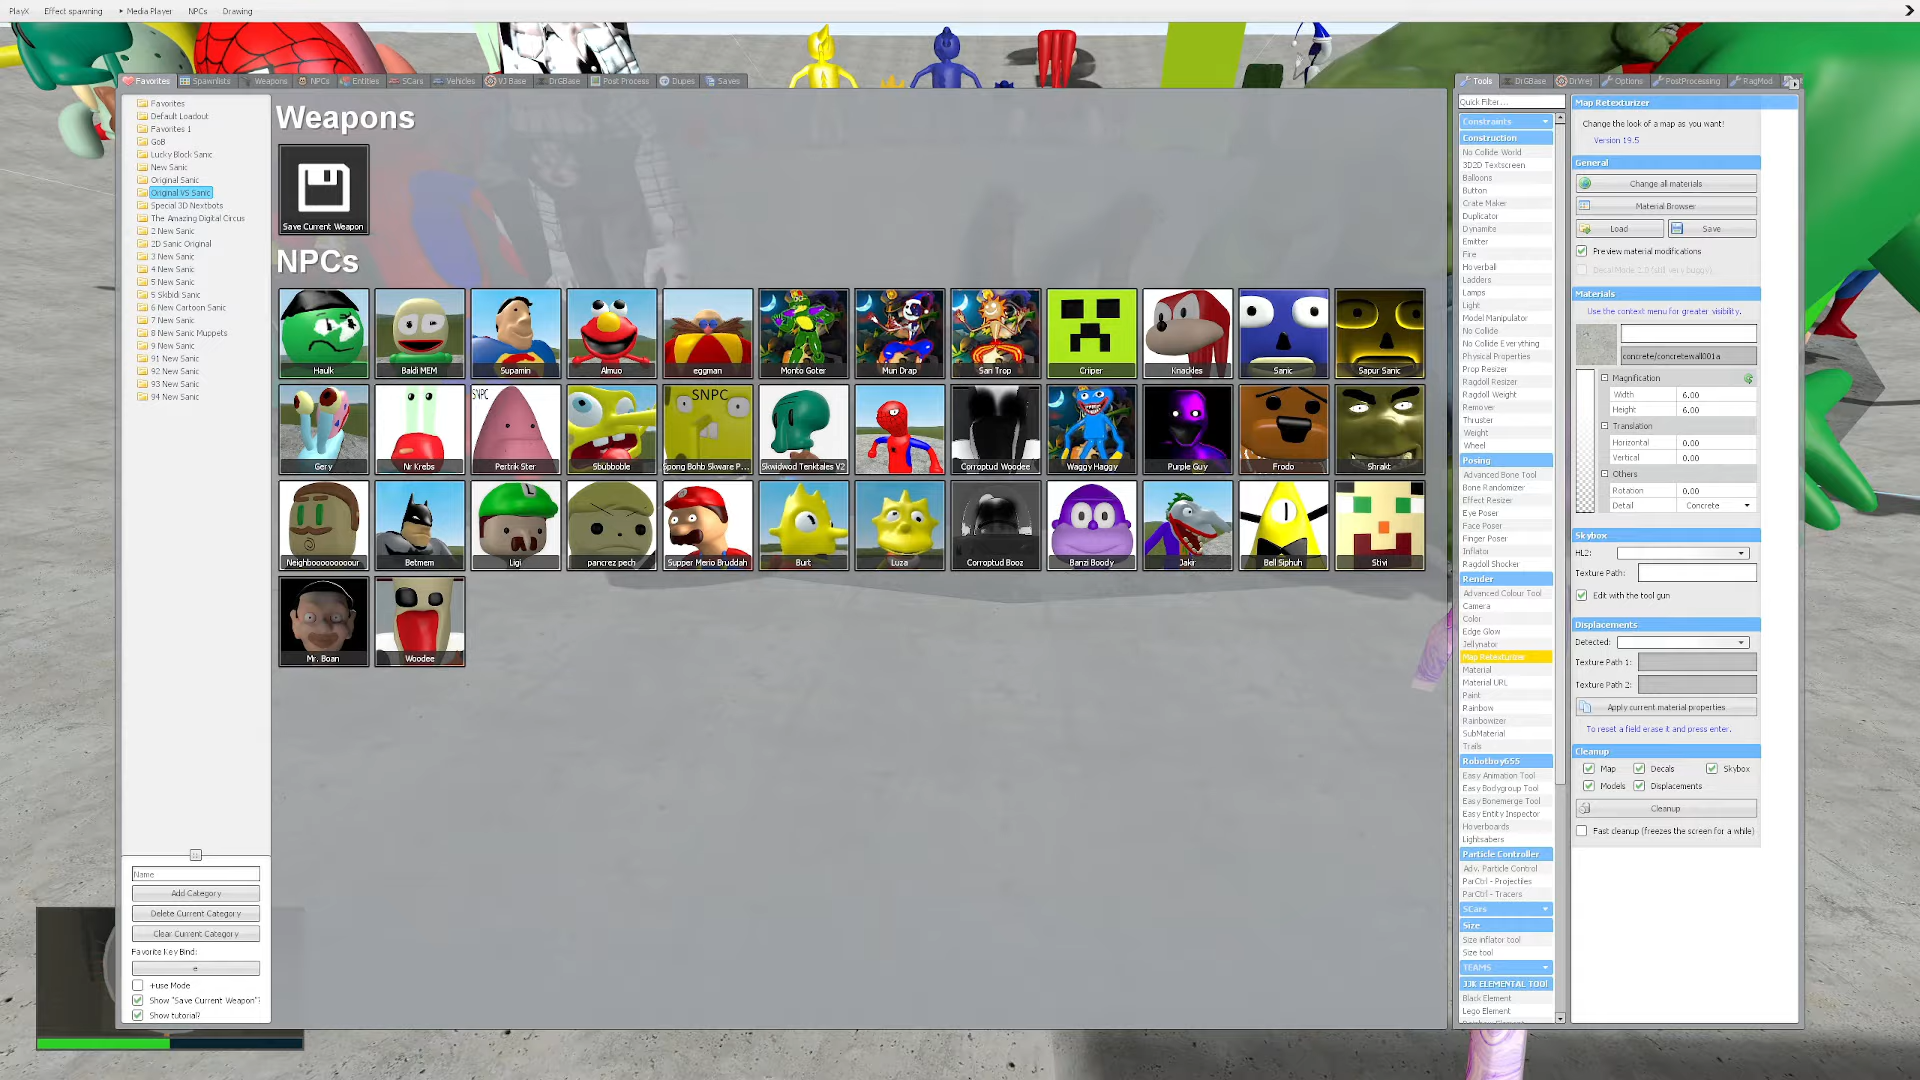 PlayX Effect spawning Media Player NPCs Drawing
Favorites Spawnlists Weapons NPCs Entities SCars Vehicles VJ Base DrGBase Post Process Dupes Saves
Favorites
Default Loadout
Favorites 1
GoB
Lucky Block Sanic
New Sanic
Original Sanic
Original VS Sanic
Special 3D Nextbots
The Amazing Digital Circus
2 New Sanic
2D Sanic Original
3 New Sanic
4 New Sanic
5 New Sanic
5 Skibidi Sanic
6 New Cartoon Sanic
7 New Sanic
8 New Sanic Muppets
9 New Sanic
91 New Sanic
92 New Sanic
93 New Sanic
94 New Sanic
Name
Add Category
Delete Current Category
Clear Current Category
Favorite Key Bind:
e
+use Mode
Show "Save Current Weapon"?
Show tutorial?
Weapons
Save Current Weapon
NPCs
Haulk Baldi MEM Supamin Almuo eggman Monto Goter Mun Drap San Trop Criper Knackles Sanic Sapur Sanic
SNPC SNPC
Gery Nr Krebs Pertrik Ster Sbubboble Spong Bohb Skware P... Skwidwod Tenktales V2 Corroptud Woodee Waggy Haggy Purple Guy Frodo Shrakt
Neighbooooooooour Betmem Ligi pancrez pech Supper Merio Bruddah Burt Luza Corroptud Booz Banzi Boody Jakir Bell Siphuh Stivi
Mr. Boan Woodee
Tools DrGBase DrVrej Options PostProcessing RagMod
Quick Filter...
Constraints
Construction
No Collide World
3D2D Textscreen
Balloons
Button
Crate Maker
Duplicator
Dynamite
Emitter
Fire
Hoverball
Ladders
Lamps
Light
Model Manipulator
No Collide
No Collide Everything
Physical Properties
Prop Resizer
Ragdoll Resizer
Ragdoll Weight
Remover
Thruster
Weight
Wheel
Posing
Advanced Bone Tool
Bone Randomizer
Effect Resizer
Eye Poser
Face Poser
Finger Poser
Inflator
Ragdoll Shocker
Render
Advanced Colour Tool
Camera
Color
Edge Glow
Jellynator
Map Retexturizer
Material
Material URL
Paint
Rainbow
Rainbowizer
SubMaterial
Trails
Robotboy655
Easy Animation Tool
Easy Bodygroup Tool
Easy Bonemerge Tool
Easy Entity Inspector
Hoverboards
Lightsabers
Particle Controller
Adv. Particle Control
ParCtrl - Projectiles
ParCtrl - Tracers
SCars
Size
Size inflator tool
Size tool
TEAMS
JJK ELEMENTAL TOOL
Black Element
Lego Element
Map Retexturizer
Change the look of a map as you want!
Version 19.5
General
Change all materials
Material Browser
Load Save
Preview material modifications
Decal Mode 2.0 (still very buggy)
Materials
Use the context menu for greater visibility.
concrete/concretewall001a
Magnification
Width 6.00
Height 6.00
Translation
Horizontal 0.00
Vertical 0.00
Others
Rotation 0.00
Detail Concrete
Skybox
HL2:
Texture Path:
Edit with the tool gun
Displacements
Detected:
Texture Path 1:
Texture Path 2:
Apply current material properties
To reset a field erase it and press enter.
Cleanup
Map Decals Skybox
Models Displacements
Cleanup
Fast cleanup (freezes the screen for a while)